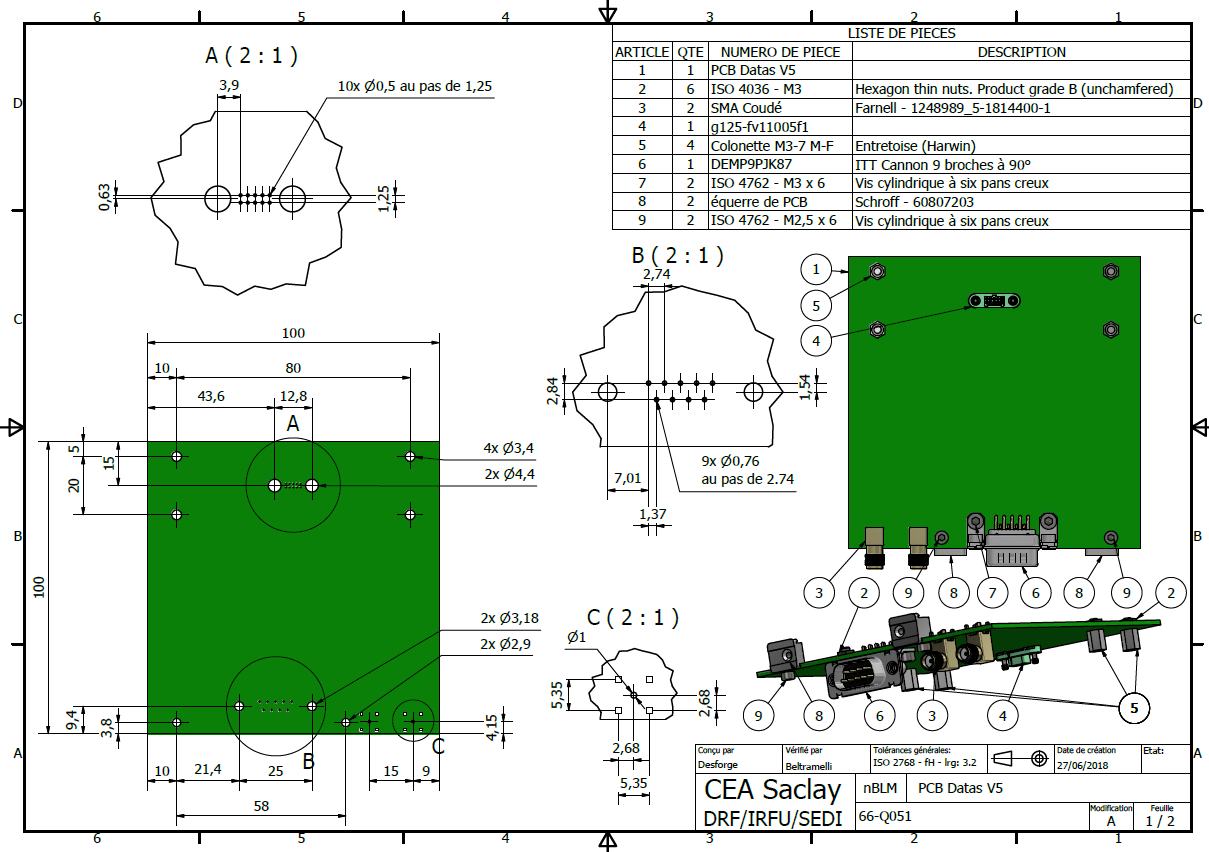 6 5 4 3 2 1
LISTE DE PIECES
ARTICLE QTE NUMERO DE PIECE DESCRIPTION
1 1 PCB Datas V5
2 6 ISO 4036 - M3 Hexagon thin nuts. Product grade B (unchamfered)
3 2 SMA Coudé Farnell - 1248989_5-1814400-1
4 1 g125-fv11005f1
5 4 Colonette M3-7 M-F Entretoise (Harwin)
6 1 DEMP9PJK87 ITT Cannon 9 broches à 90°
7 2 ISO 4762 - M3 x 6 Vis cylindrique à six pans creux
8 2 équerre de PCB Schroff - 60807203
9 2 ISO 4762 - M2,5 x 6 Vis cylindrique à six pans creux
D D
A ( 2 : 1 )
3,9
10x Ø0,5 au pas de 1,25
0,63
1,25
C C
B ( 2 : 1 )
2,74
2,84
1,54
9x Ø0,76
au pas de 2.74
7,01
1,37
1
5
4
100
10 80
43,6 12,8
A
5
15
20
4x Ø3,4
2x Ø4,4
B B
100
2x Ø3,18
2x Ø2,9
9,4
3,8
4,15
B
C
10 21,4 25 15 9
58
C ( 2 : 1 )
Ø1
5,35
2,68
2,68
5,35
3 2 9 8 7 6 8 9 2
9 8 6 3 4 5
A A
Conçu par
Desforge
Vérifié par
Beltramelli
Tolérances générales:
ISO 2768 - fH - lrg: 3.2
Date de création
27/06/2018
Etat:
CEA Saclay
DRF/IRFU/SEDI
nBLM PCB Datas V5
66-Q051
Modification
A
Feuille
1 / 2
6 5 4 3 2 1